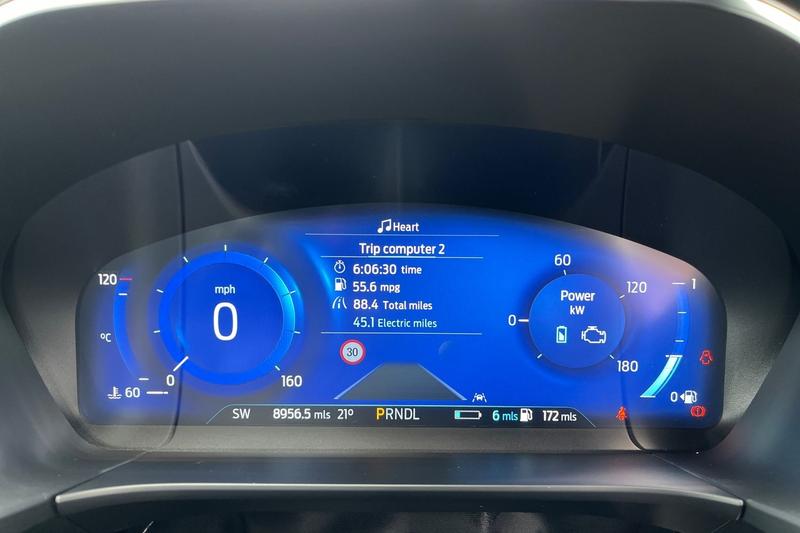 Heart
Trip computer 2
6:06:30 time
55.6 mpg
88.4 Total miles
45.1 Electric miles
30
120
°C
60
mph
0
0
160
60
120
Power
kW
0
180
1
0
SW 8956.5 mls 21° PRNDL 6 mls 172 mls